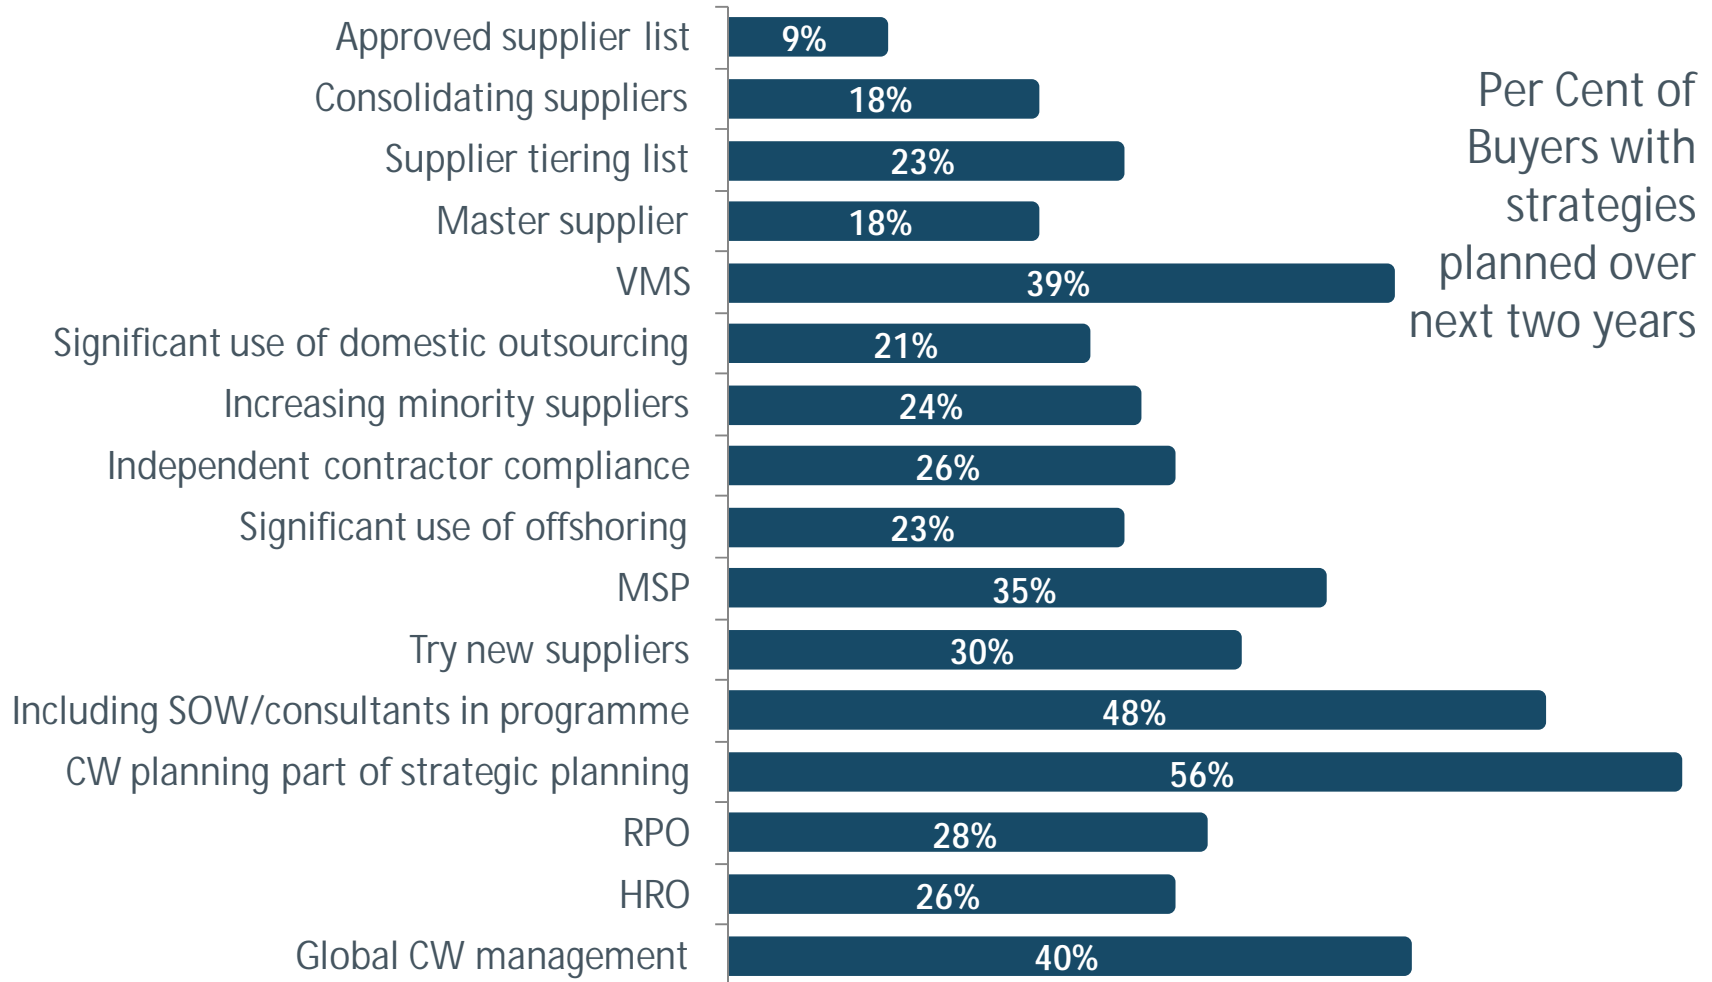 Approved supplier list
9%
Consolidating suppliers
18%
Supplier tiering list
23%
Master supplier
18%
VMS
39%
Significant use of domestic outsourcing
21%
Increasing minority suppliers
24%
Independent contractor compliance
26%
Significant use of offshoring
23%
MSP
35%
Try new suppliers
30%
Including SOW/consultants in programme
48%
CW planning part of strategic planning
56%
RPO
28%
HRO
26%
Global CW management
40%
Per Cent of
Buyers with
strategies
planned over
next two years